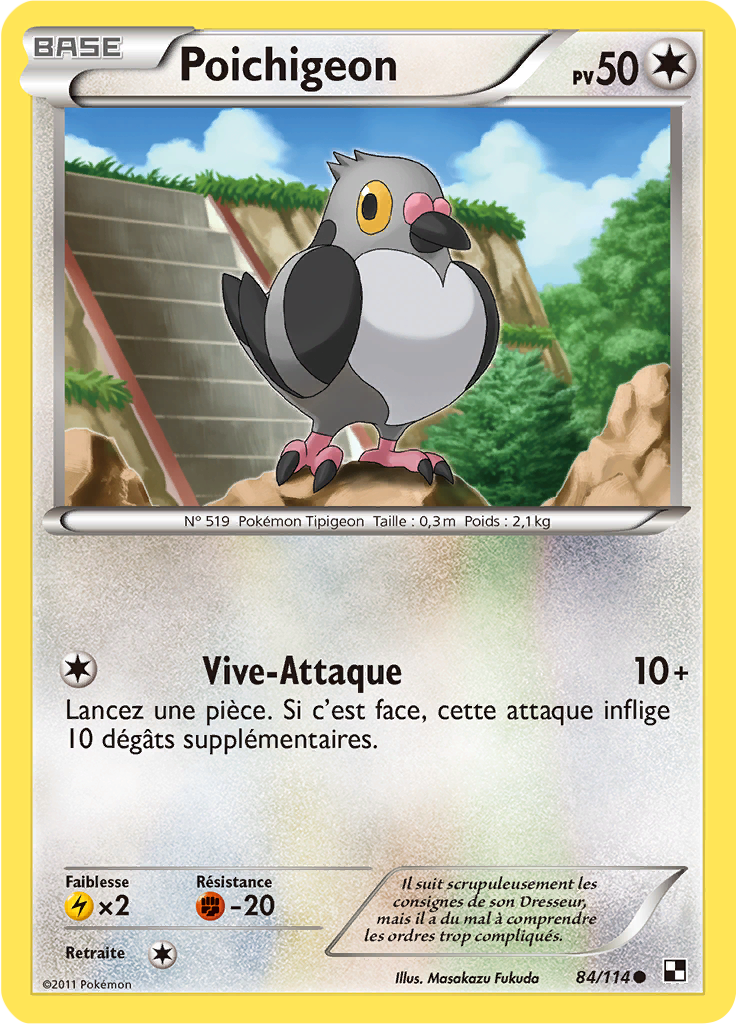 BASE
Poichigeon
PV 50
N° 519 Pokémon Tipigeon Taille : 0,3 m Poids : 2,1 kg
Vive-Attaque 10+
Lancez une pièce. Si c'est face, cette attaque inflige
10 dégâts supplémentaires.
Faiblesse
×2
Résistance
-20
Retraite
Il suit scrupuleusement les
consignes de son Dresseur,
mais il a du mal à comprendre
les ordres trop compliqués.
©2011 Pokémon
Illus. Masakazu Fukuda
84/114